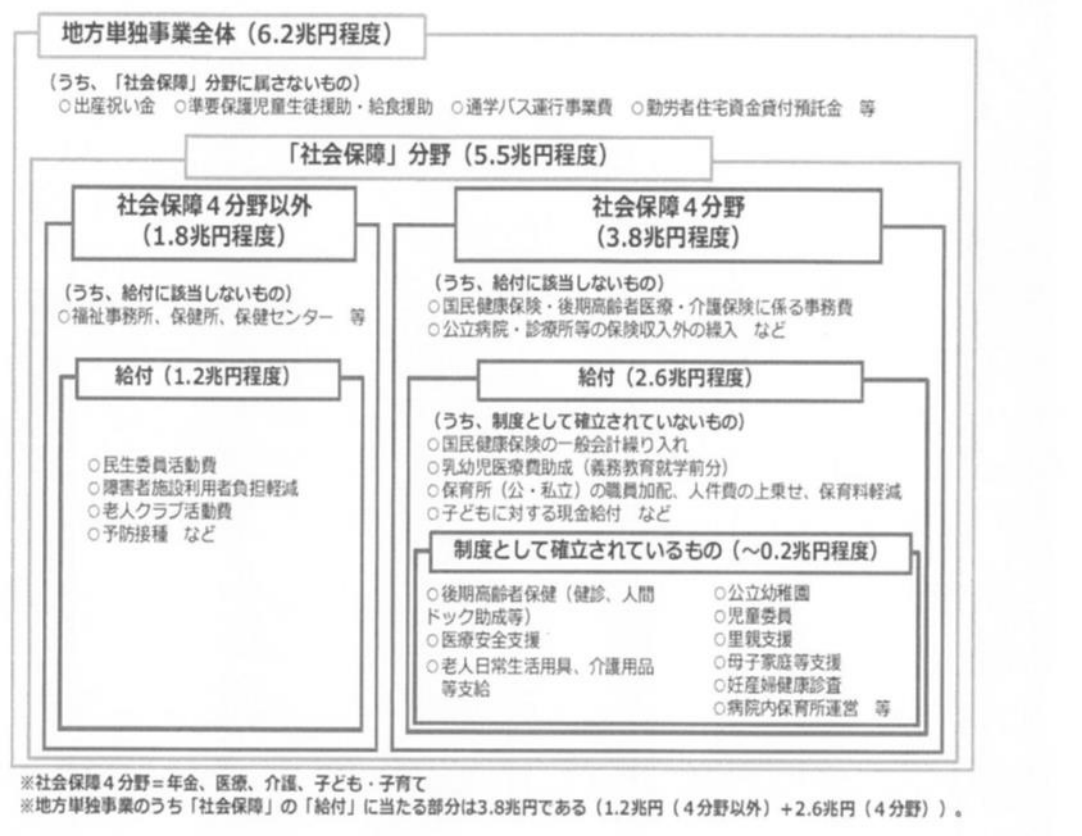 地方単独事業全体（6.2兆円程度）
（うち、「社会保障」分野に属さないもの）
○出産祝い金　○準要保護児童生徒援助・給食援助　○通学バス運行事業費　○勤労者住宅資金貸付預託金　等
「社会保障」分野（5.5兆円程度）
社会保障４分野以外
（1.8兆円程度）
（うち、給付に該当しないもの）
○福祉事務所、保健所、保健センター　等
給付（1.2兆円程度）
○民生委員活動費
○障害者施設利用者負担軽減
○老人クラブ活動費
○予防接種　など
社会保障４分野
（3.8兆円程度）
（うち、給付に該当しないもの）
○国民健康保険・後期高齢者医療・介護保険に係る事務費
○公立病院・診療所等の保険収入外の繰入　など
給付（2.6兆円程度）
（うち、制度として確立されていないもの）
○国民健康保険の一般会計繰り入れ
○乳幼児医療費助成（義務教育就学前分）
○保育所（公・私立）の職員加配、人件費の上乗せ、保育料軽減
○子どもに対する現金給付　など
制度として確立されているもの（～0.2兆円程度）
○後期高齢者保健（健診、人間
ドック助成等）
○医療安全支援
○老人日常生活用具、介護用品
等支給
○公立幼稚園
○児童委員
○里親支援
○母子家庭等支援
○妊産婦健康診査
○病院内保育所運営　等
※社会保障４分野＝年金、医療、介護、子ども・子育て
※地方単独事業のうち「社会保障」の「給付」に当たる部分は3.8兆円である（1.2兆円（４分野以外）+2.6兆円（４分野））。